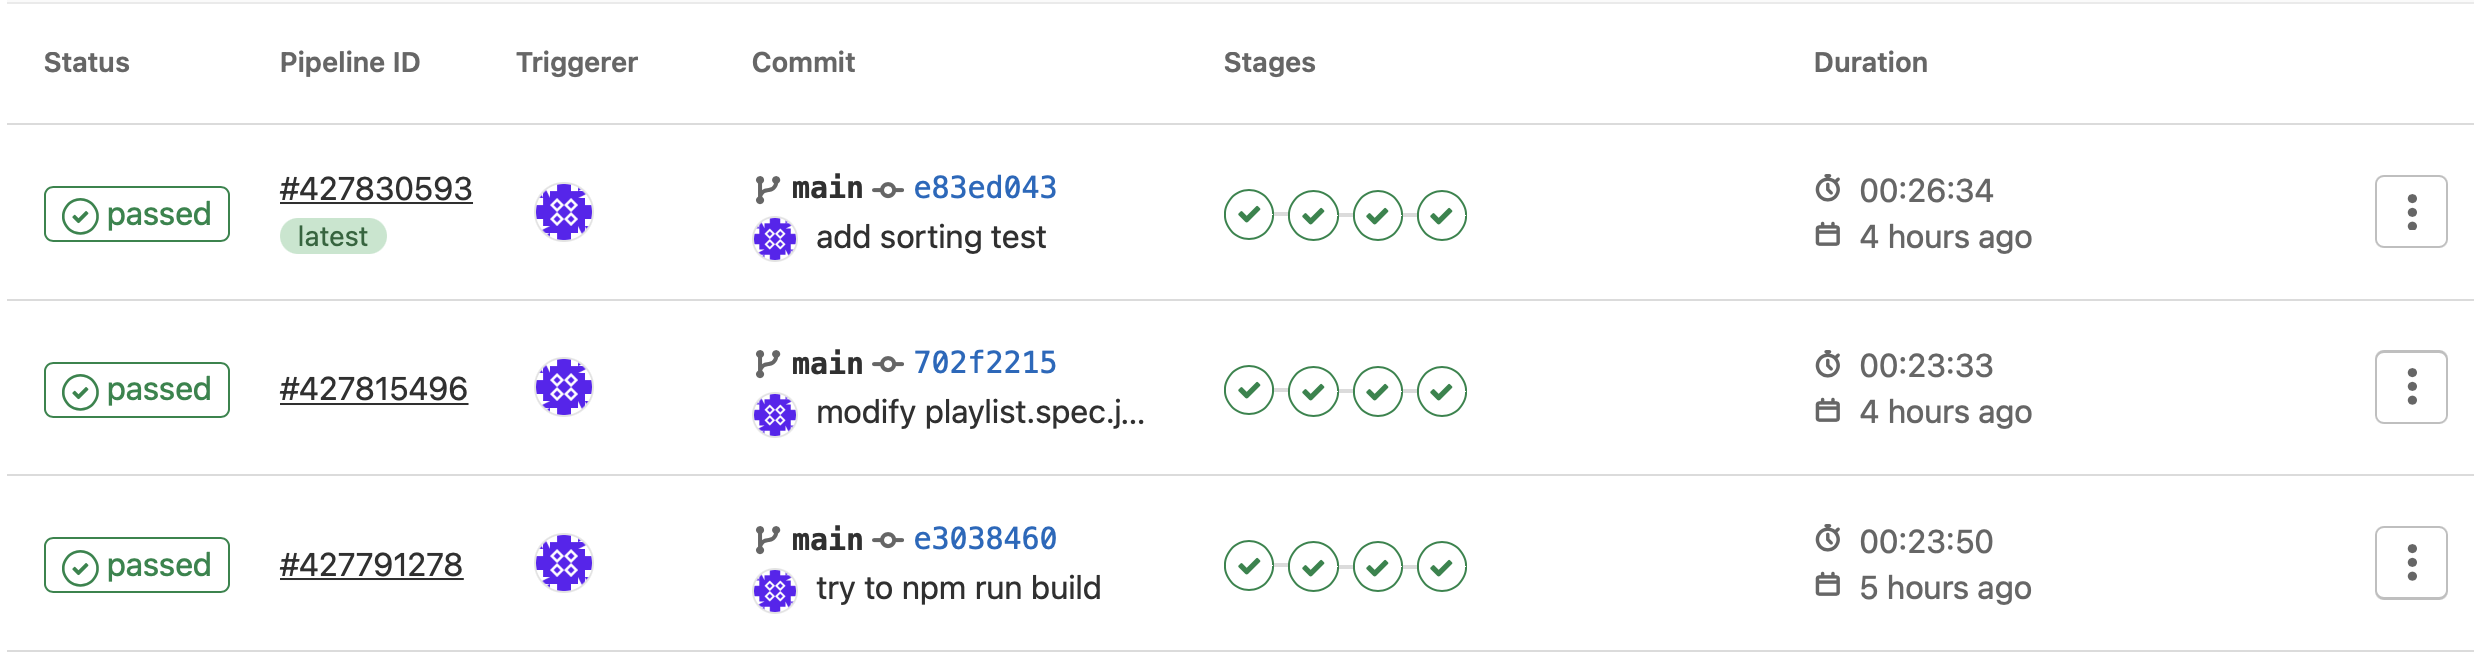 Status Pipeline ID Triggerer Commit Stages Duration
passed #427830593 main e83ed043 00:26:34
latest add sorting test 4 hours ago
passed #427815496 main 702f2215 00:23:33
modify playlist.spec.j... 4 hours ago
passed #427791278 main e3038460 00:23:50
try to npm run build 5 hours ago